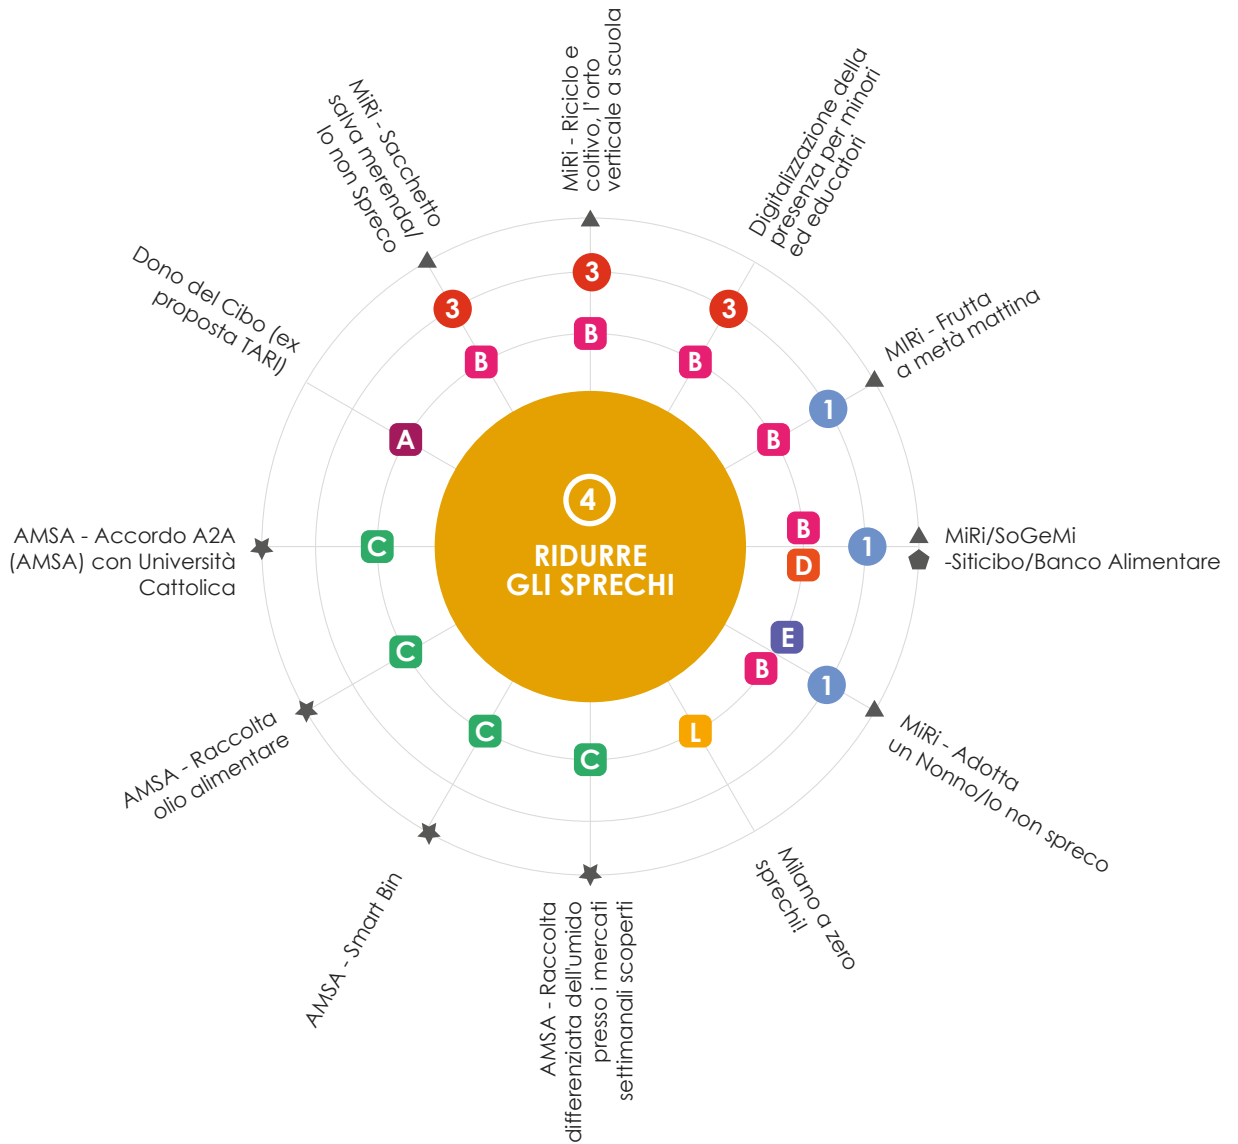 MiRi - Riciclo e
coltivo, l'orto
verticale a scuola
Digitalizzazione della
presenza per minori
ed educatori
MIRi - Frutta
a metà mattina
MiRi/SoGeMi
-Siticibo/Banco Alimentare
MiRi - Adotta
un Nonno/Io non spreco
Milano a zero
sprechi!
AMSA - Raccolta
differenziata dell'umido
presso i mercati
settimanali scoperti
AMSA - Smart Bin
AMSA - Raccolta
olio alimentare
AMSA - Accordo A2A
(AMSA) con Università
Cattolica
Dono del Cibo (ex
proposta TARI)
MiRi - Sacchetto
salva merenda/
Io non Spreco
3
3
3
1
1
1
B
B
B
B
B
D
E
B
L
C
C
C
C
A
4
RIDURRE
GLI SPRECHI